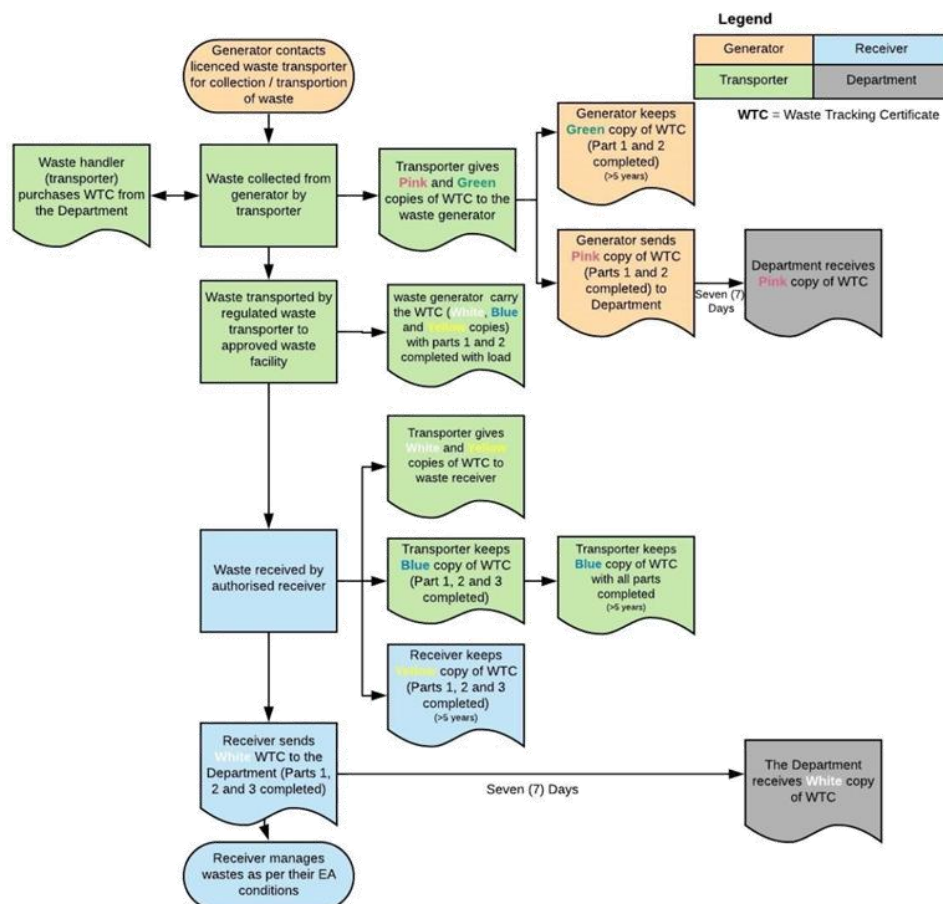 Legend
Generator
Receiver
Transporter
Department
WTC = Waste Tracking Certificate
Generator contacts
licenced waste transporter
for collection / transportion
of waste
Waste handler
(transporter)
purchases WTC from
the Department
Waste collected from
generator by
transporter
Transporter gives
Pink and Green
copies of WTC to the
waste generator
Generator keeps
Green copy of WTC
(Part 1 and 2
completed)
(>5 years)
Generator sends
Pink copy of WTC
(Parts 1 and 2
completed) to
Department
Seven (7)
Days
Department receives
Pink copy of WTC
Waste transported by
regulated waste
transporter to
approved waste
facility
waste generator carry
the WTC (White, Blue
and Yellow copies)
with parts 1 and 2
completed with load
Transporter gives
White and Yellow
copies of WTC to
waste receiver
Waste received by
authorised receiver
Transporter keeps
Blue copy of WTC
(Part 1, 2 and 3
completed)
Transporter keeps
Blue copy of WTC
with all parts
completed
(>5 years)
Receiver keeps
Yellow copy of WTC
(Parts 1, 2 and 3
completed)
(>5 years)
Receiver sends
White WTC to the
Department (Parts 1,
2 and 3 completed)
Seven (7) Days
The Department
receives White copy
of WTC
Receiver manages
wastes as per their EA
conditions